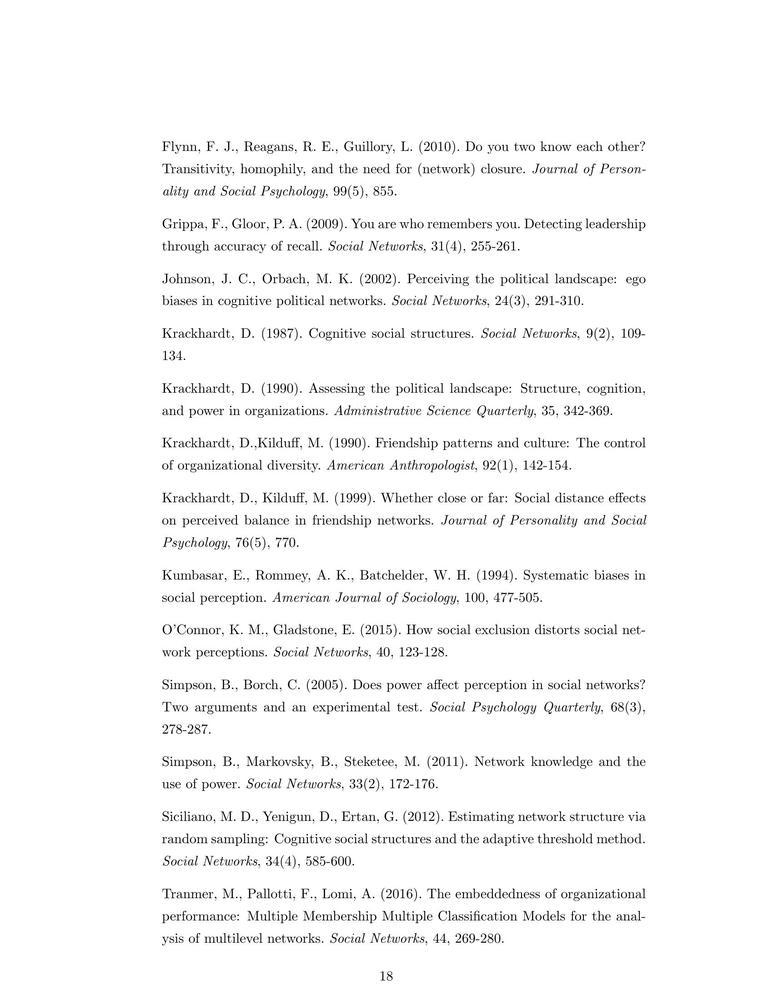 Flynn, F. J., Reagans, R. E., Guillory, L. (2010). Do you two know each other?
Transitivity, homophily, and the need for (network) closure. Journal of Person-
ality and Social Psychology, 99(5), 855.
Grippa, F., Gloor, P. A. (2009). You are who remembers you. Detecting leadership
through accuracy of recall. Social Networks, 31(4), 255-261.
Johnson, J. C., Orbach, M. K. (2002). Perceiving the political landscape: ego
biases in cognitive political networks. Social Networks, 24(3), 291-310.
Krackhardt, D. (1987). Cognitive social structures. Social Networks, 9(2), 109-
134.
Krackhardt, D. (1990). Assessing the political landscape: Structure, cognition,
and power in organizations. Administrative Science Quarterly, 35, 342-369.
Krackhardt, D.,Kilduff, M. (1990). Friendship patterns and culture: The control
of organizational diversity. American Anthropologist, 92(1), 142-154.
Krackhardt, D., Kilduff, M. (1999). Whether close or far: Social distance effects
on perceived balance in friendship networks. Journal of Personality and Social
Psychology, 76(5), 770.
Kumbasar, E., Rommey, A. K., Batchelder, W. H. (1994). Systematic biases in
social perception. American Journal of Sociology, 100, 477-505.
O'Connor, K. M., Gladstone, E. (2015). How social exclusion distorts social net-
work perceptions. Social Networks, 40, 123-128.
Simpson, B., Borch, C. (2005). Does power affect perception in social networks?
Two arguments and an experimental test. Social Psychology Quarterly, 68(3),
278-287.
Simpson, B., Markovsky, B., Steketee, M. (2011). Network knowledge and the
use of power. Social Networks, 33(2), 172-176.
Siciliano, M. D., Yenigun, D., Ertan, G. (2012). Estimating network structure via
random sampling: Cognitive social structures and the adaptive threshold method.
Social Networks, 34(4), 585-600.
Tranmer, M., Pallotti, F., Lomi, A. (2016). The embeddedness of organizational
performance: Multiple Membership Multiple Classification Models for the anal-
ysis of multilevel networks. Social Networks, 44, 269-280.
18